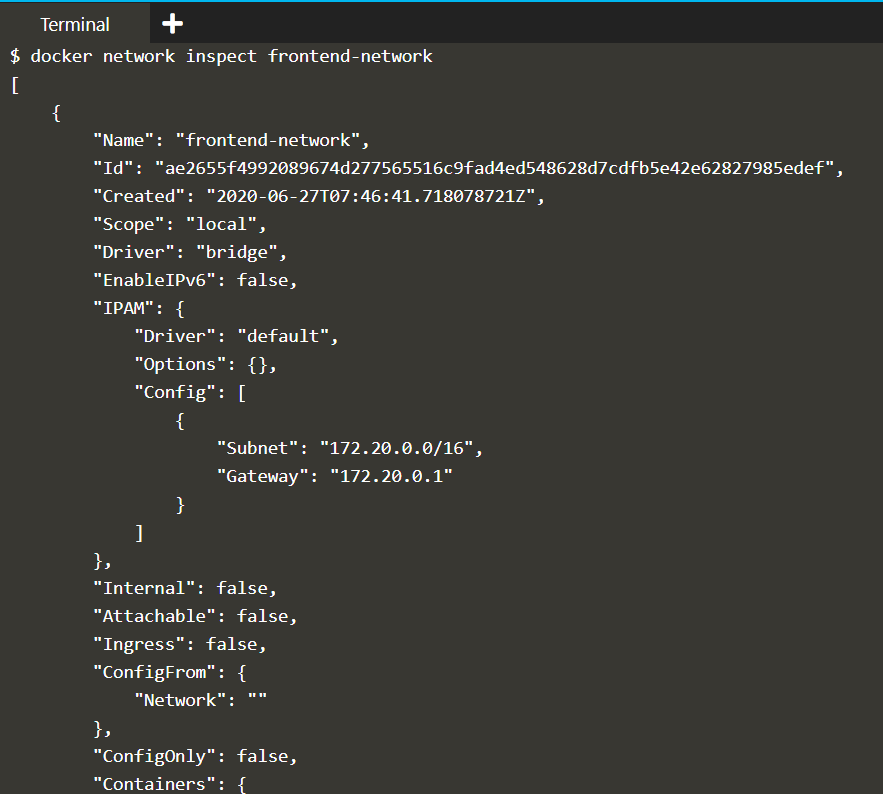 Terminal
$ docker network inspect frontend-network
[
    {
        "Name": "frontend-network",
        "Id": "ae2655f4992089674d277565516c9fad4ed548628d7cdfb5e42e62827985edef",
        "Created": "2020-06-27T07:46:41.718078721Z",
        "Scope": "local",
        "Driver": "bridge",
        "EnableIPv6": false,
        "IPAM": {
            "Driver": "default",
            "Options": {},
            "Config": [
                {
                    "Subnet": "172.20.0.0/16",
                    "Gateway": "172.20.0.1"
                }
            ]
        },
        "Internal": false,
        "Attachable": false,
        "Ingress": false,
        "ConfigFrom": {
            "Network": ""
        },
        "ConfigOnly": false,
        "Containers": {